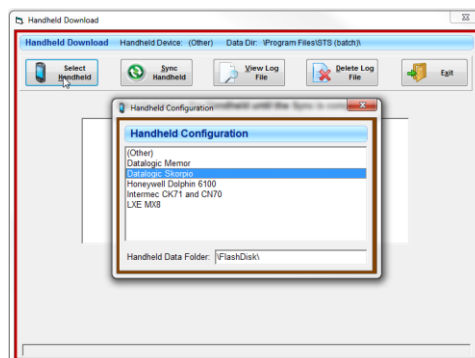 Handheld Download
Handheld Download Handheld Device: (Other) Data Dir: \Program Files\STS (batch)\
Select Handheld
Sync Handheld
View Log File
Delete Log File
Exit
Handheld Configuration
Handheld Configuration
(Other)
Datalogic Memor
Datalogic Skorpio
Honeywell Dolphin 6100
Intermec CK71 and CN70
LXE MX8
Handheld Data Folder: \FlashDisk\